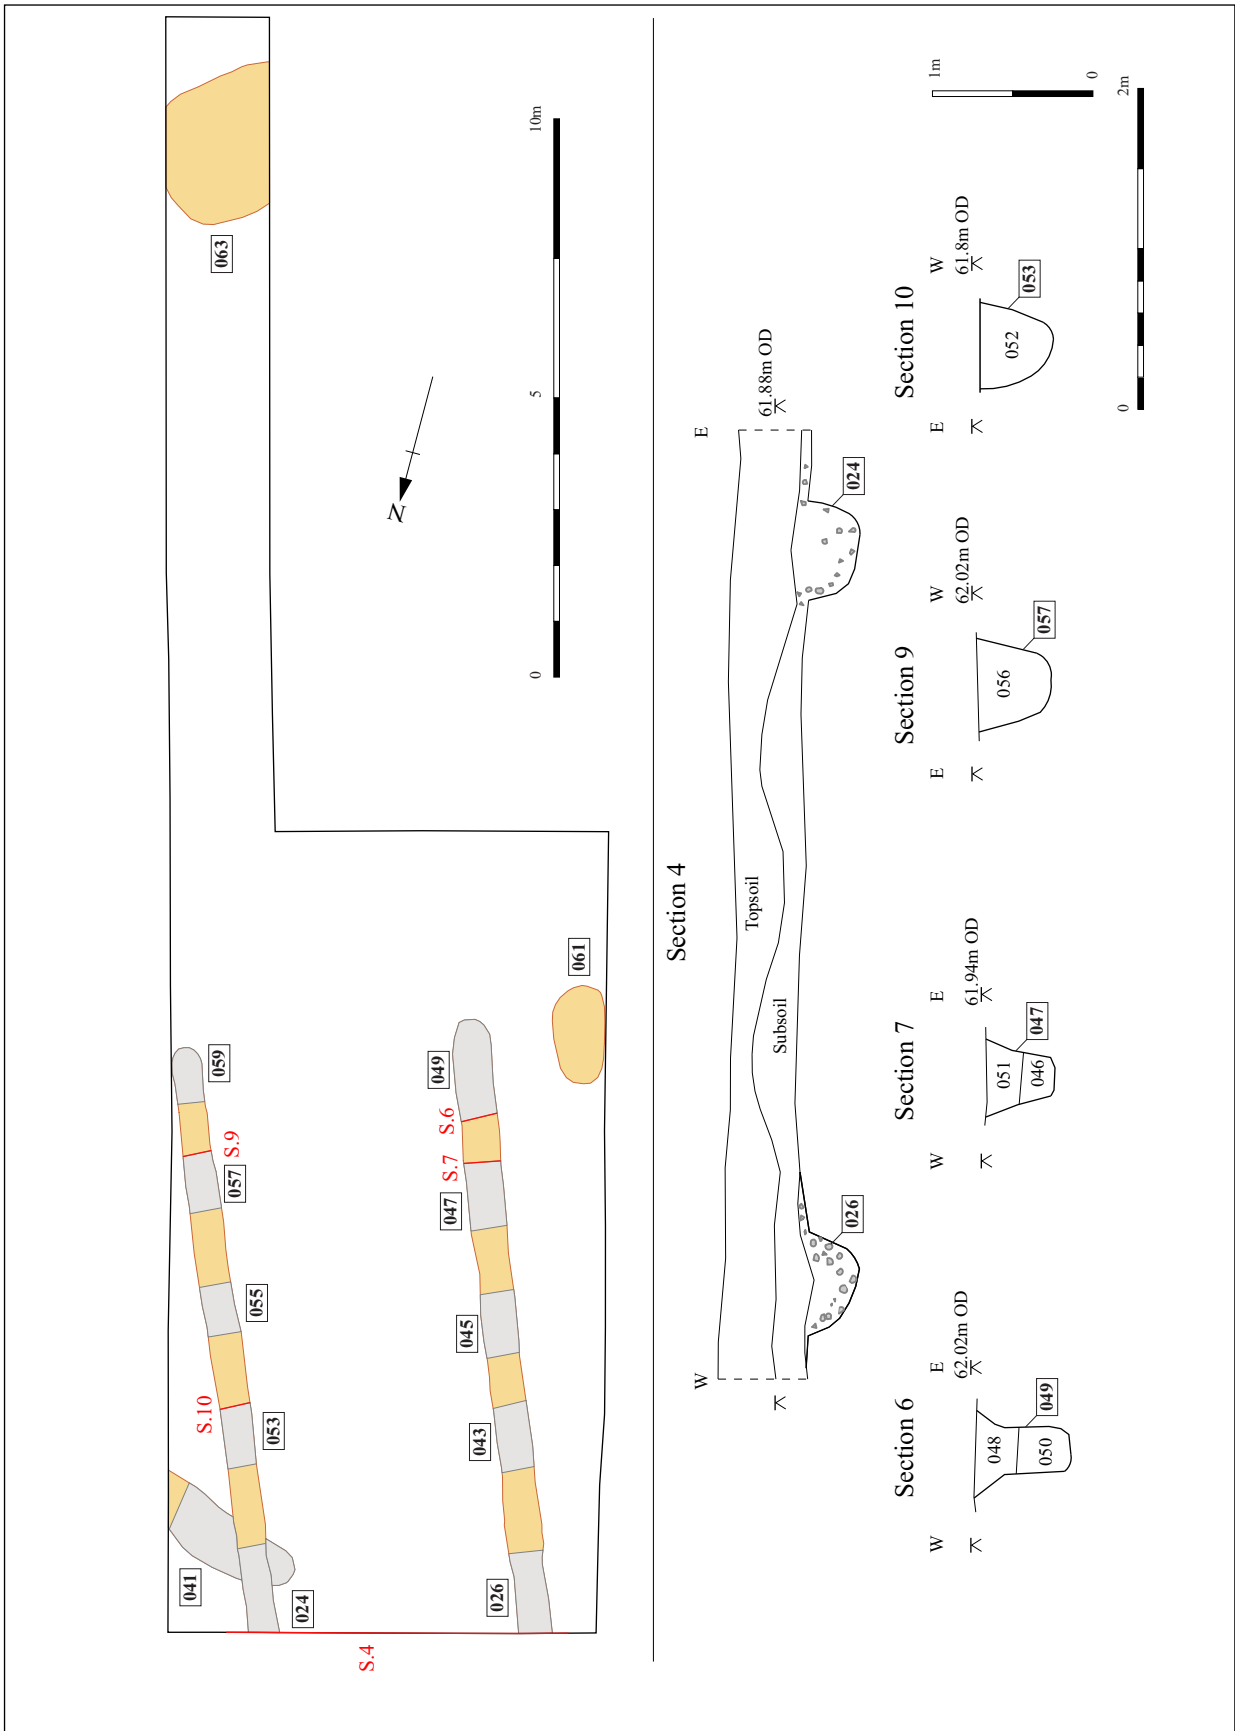 063
10m
5
0
N
059
S.9
057
055
S.10
053
041
024
S.4
049
S.6
S.7
047
045
043
026
061
Section 4
W
E
61.88m OD
Topsoil
Subsoil
026
024
Section 6
W
E
62.02m OD
048
050
049
Section 7
W
E
61.94m OD
051
046
047
Section 9
E
W
62.02m OD
056
057
Section 10
E
W
61.8m OD
052
053
1m
0
0
2m